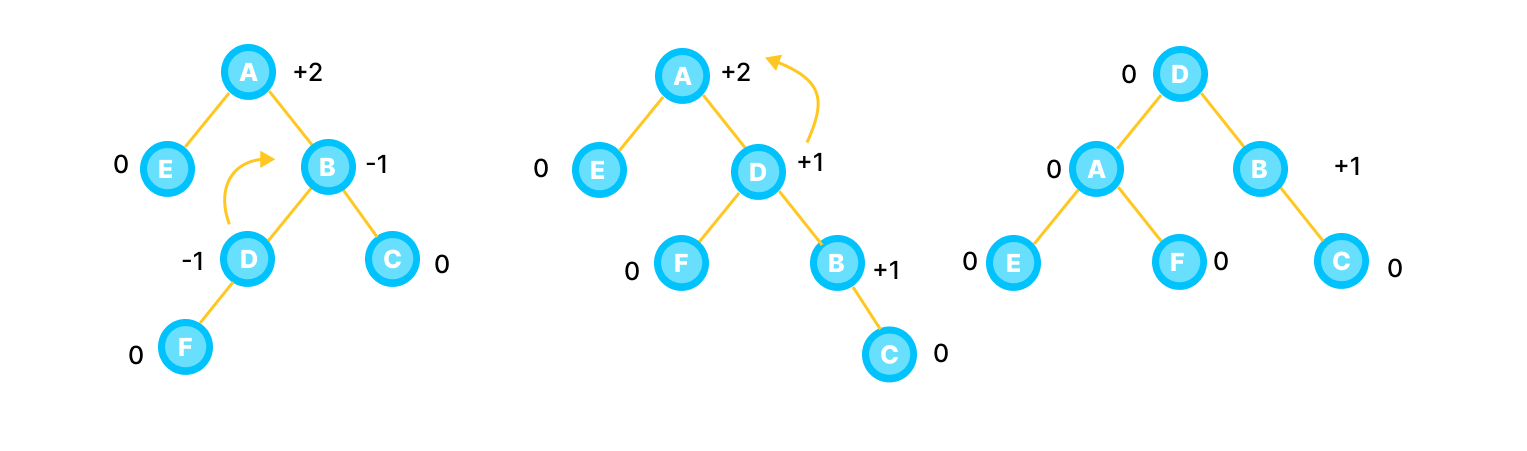 A +2
0 E B -1
-1 D C 0
0 F
A +2
0 E D +1
0 F B +1
C 0
0 D
0 A B +1
0 E F 0 C 0